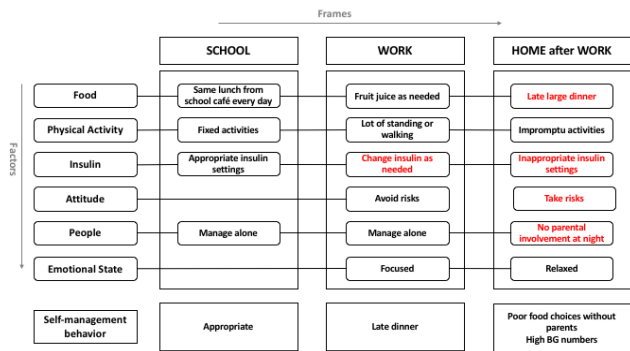 Frames
SCHOOL
WORK
HOME after WORK
Factors
Food
Same lunch from
school café every day
Fruit juice as needed
Late large dinner
Physical Activity
Fixed activities
Lot of standing or
walking
Impromptu activities
Insulin
Appropriate insulin
settings
Change insulin as
needed
Inappropriate insulin
settings
Attitude
Avoid risks
Take risks
People
Manage alone
Manage alone
No parental
involvement at night
Emotional State
Focused
Relaxed
Self-management
behavior
Appropriate
Late dinner
Poor food choices without
parents
High BG numbers